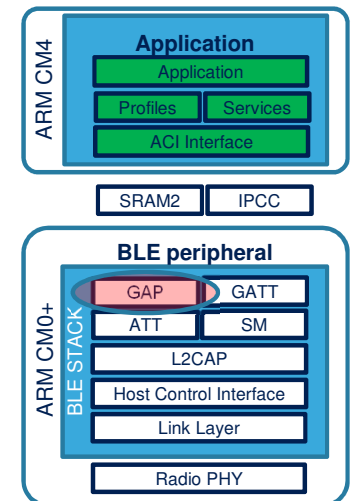 ARM CM4
Application
Application
Profiles Services
ACI Interface
SRAM2 IPCC
ARM CM0+
BLE peripheral
BLE STACK
GAP GATT
ATT SM
L2CAP
Host Control Interface
Link Layer
Radio PHY